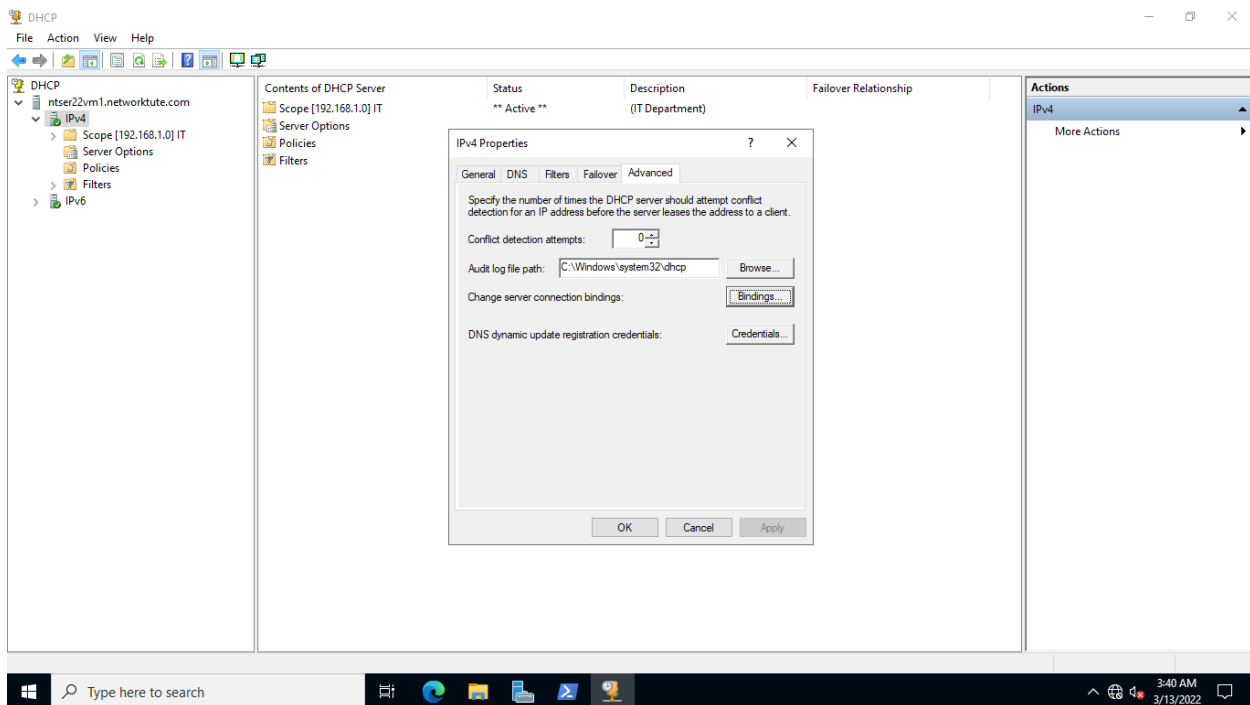 DHCP
File Action View Help
DHCP
ntser22vm1.networktute.com
IPv4
Scope [192.168.1.0] IT
Server Options
Policies
Filters
IPv6
Contents of DHCP Server Status Description Failover Relationship
Scope [192.168.1.0] IT ** Active ** (IT Department)
Server Options
Policies
Filters
IPv4 Properties ?
General DNS Filters Failover Advanced
Specify the number of times the DHCP server should attempt conflict
detection for an IP address before the server leases the address to a client.
Conflict detection attempts: 0
Audit log file path: C:\Windows\system32\dhcp Browse...
Change server connection bindings: Bindings...
DNS dynamic update registration credentials: Credentials...
OK Cancel Apply
Actions
IPv4
More Actions
Type here to search
3:40 AM
3/13/2022